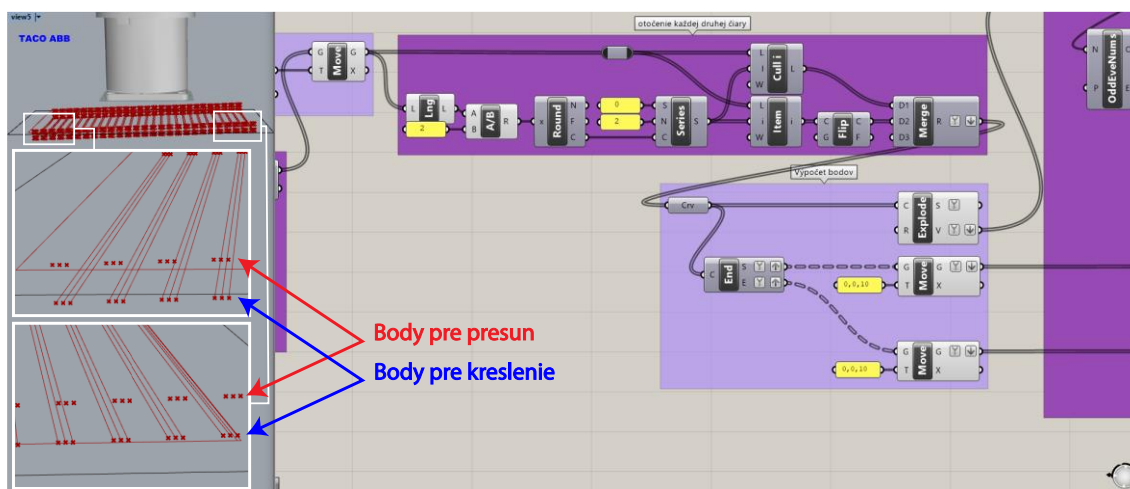 view5
TACO ABB
otočenie každej druhej čiary
G
T
Move
G
X
L
Lng
L
2
A
B
A/B
R
x
Round
N
F
C
0
2
S
N
C
Series
S
L
I
W
Cull i
L
L
i
W
Item
i
C
G
Flip
C
F
D1
D2
D3
Merge
R
N
P
OddEveNums
O
E
Výpočet bodov
Crv
C
R
Explode
S
V
C
End
S
E
0,0,10
G
T
Move
G
X
0,0,10
G
T
Move
G
X
Body pre presun
Body pre kreslenie